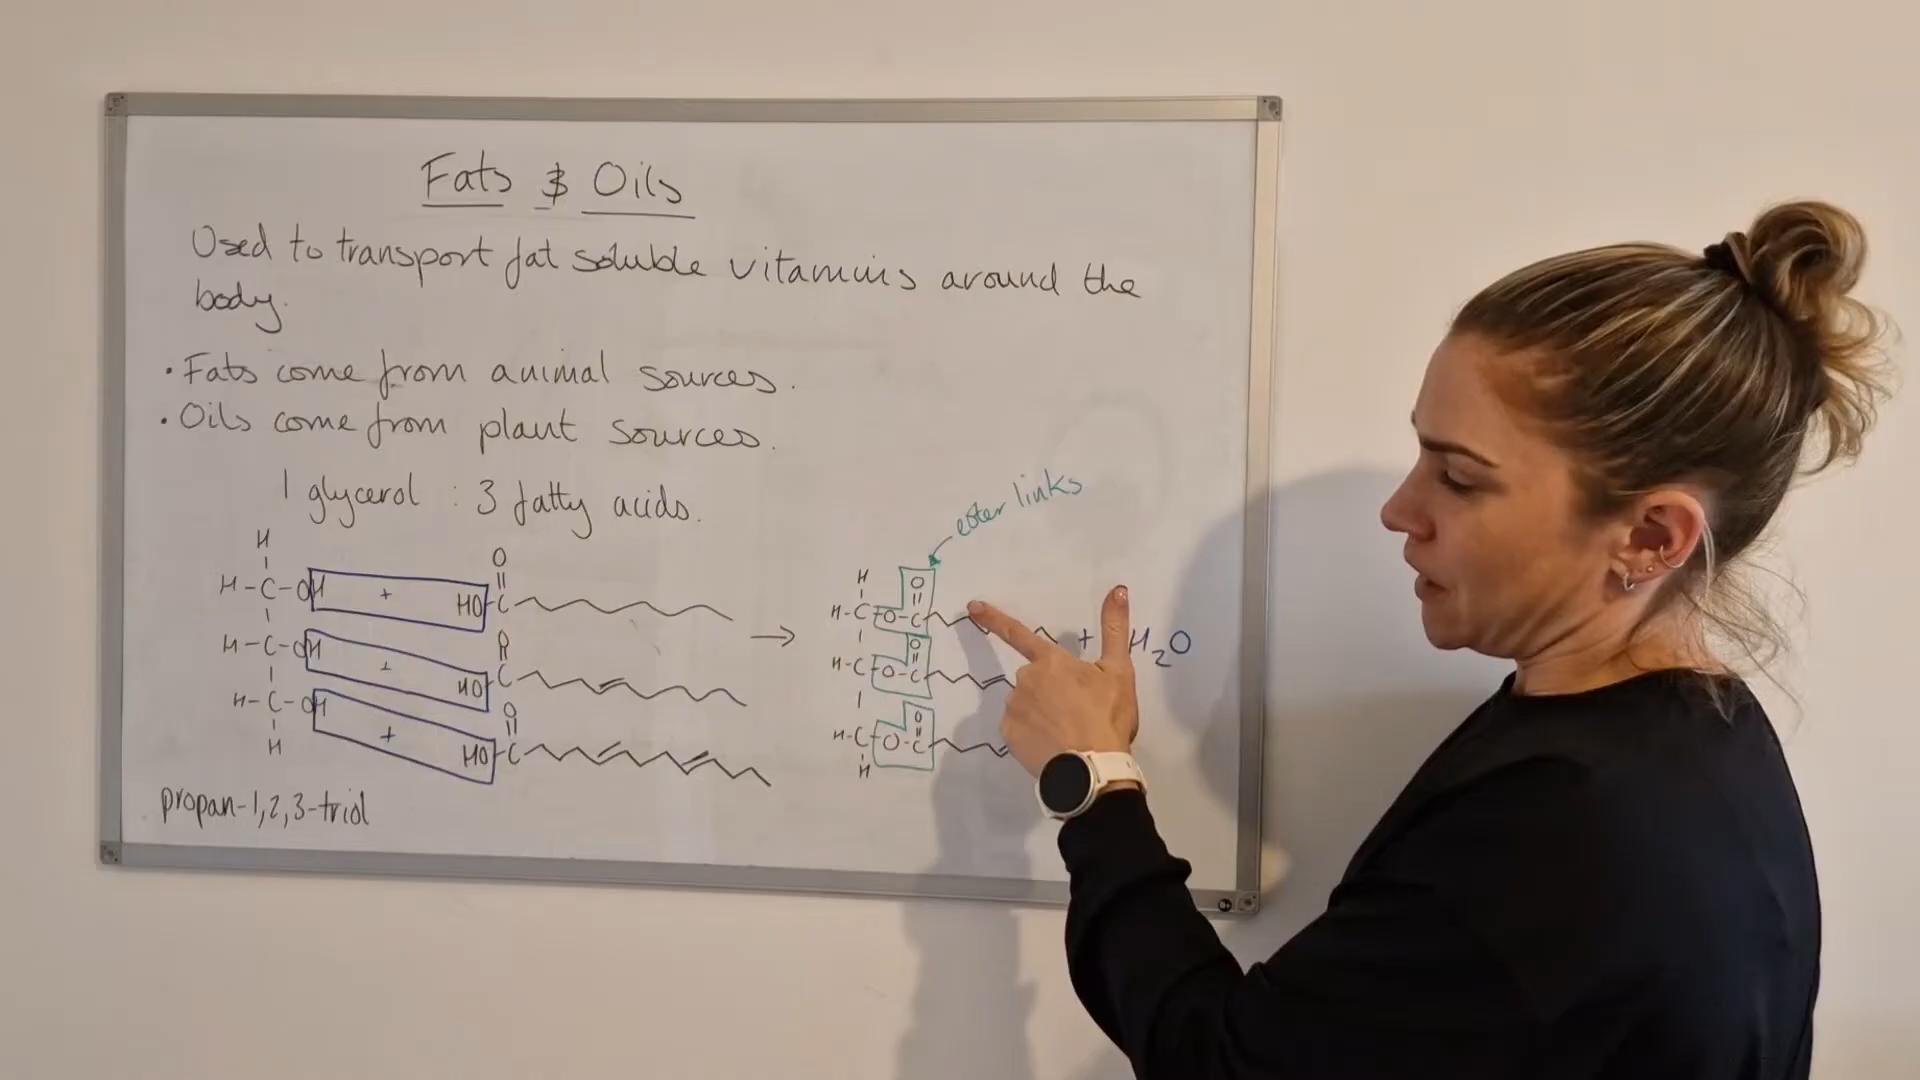 Fats & Oils
Used to transport fat soluble vitamins around the
body.
• Fats come from animal sources.
• Oils come from plant sources.
1 glycerol : 3 fatty acids.
ester links
H
O
H-C-OH + HO C
H-C-OH + HO C
O
H-C-OH + HO C
O
H
→
H
O
H-C-O-C
O
H-C-O-C
O
H-C-O-C
H
+ H2O
propan-1,2,3-triol